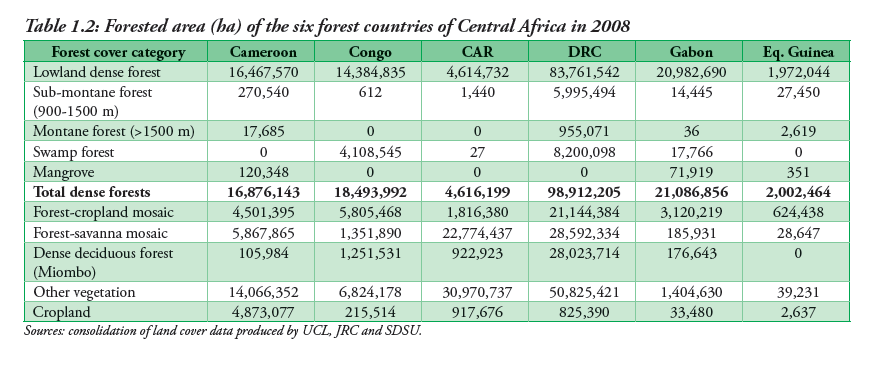 Table 1.2: Forested area (ha) of the six forest countries of Central Africa in 2008
Forest cover category Cameroon Congo CAR DRC Gabon Eq. Guinea
Lowland dense forest 16,467,570 14,384,835 4,614,732 83,761,542 20,982,690 1,972,044
Sub-montane forest 270,540 612 1,440 5,995,494 14,445 27,450
(900-1500 m)
Montane forest (>1500 m) 17,685 0 0 955,071 36 2,619
Swamp forest 0 4,108,545 27 8,200,098 17,766 0
Mangrove 120,348 0 0 0 71,919 351
Total dense forests 16,876,143 18,493,992 4,616,199 98,912,205 21,086,856 2,002,464
Forest-cropland mosaic 4,501,395 5,805,468 1,816,380 21,144,384 3,120,219 624,438
Forest-savanna mosaic 5,867,865 1,351,890 22,774,437 28,592,334 185,931 28,647
Dense deciduous forest 105,984 1,251,531 922,923 28,023,714 176,643 0
(Miombo)
Other vegetation 14,066,352 6,824,178 30,970,737 50,825,421 1,404,630 39,231
Cropland 4,873,077 215,514 917,676 825,390 33,480 2,637
Sources: consolidation of land cover data produced by UCL, JRC and SDSU.